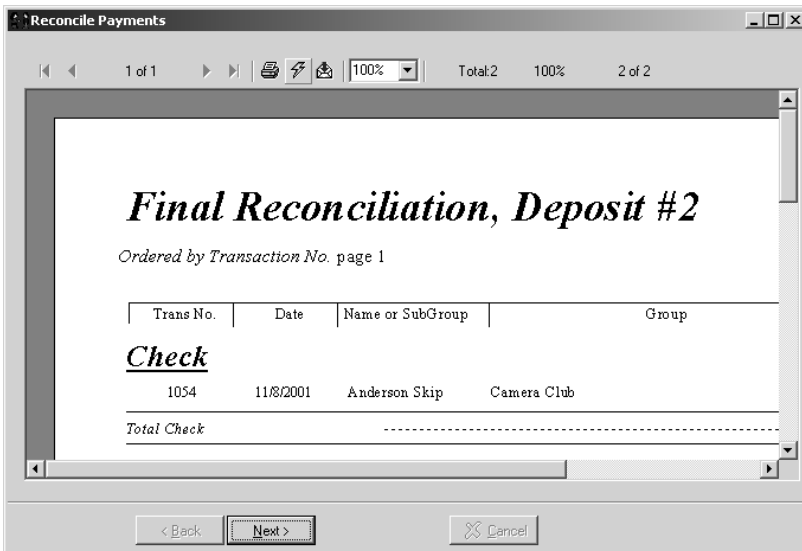 Reconcile Payments
1 of 1 100% Total:2 100% 2 of 2
Final Reconciliation, Deposit #2
Ordered by Transaction No. page 1
Trans No. Date Name or SubGroup Group
Check
1054 11/8/2001 Anderson Skip Camera Club
Total Check
< Back Next > Cancel